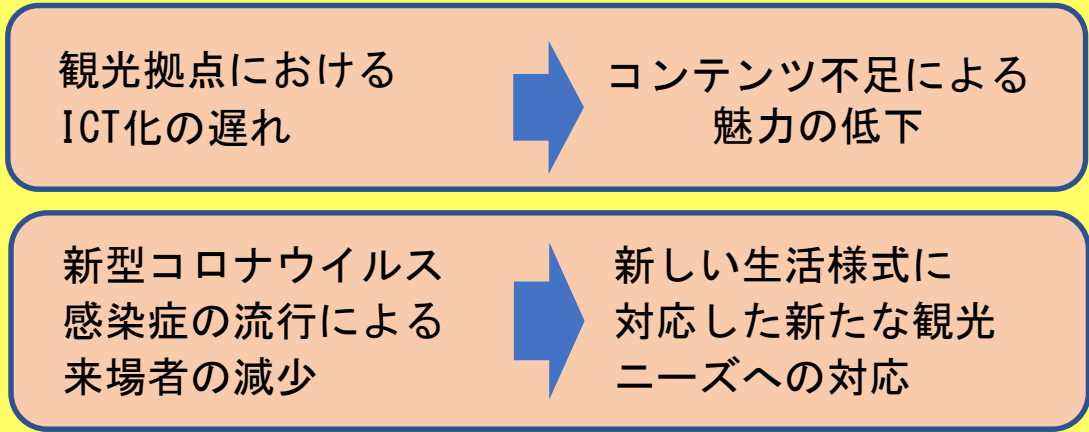 観光拠点における
ICT化の遅れ
コンテンツ不足による
魅力の低下
新型コロナウイルス
感染症の流行による
来場者の減少
新しい生活様式に
対応した新たな観光
ニーズへの対応